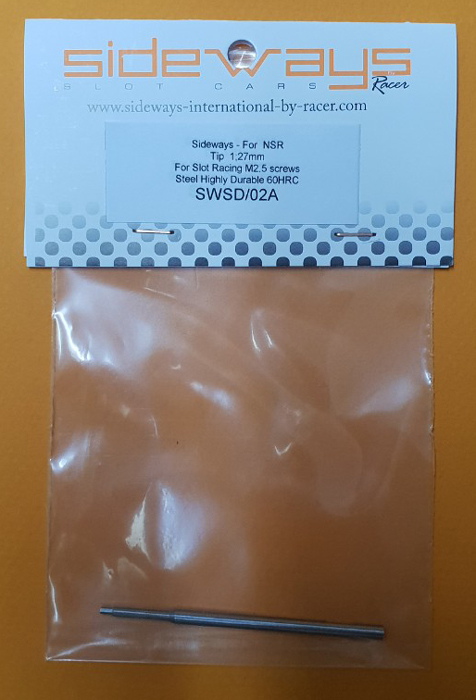 sideways
SLOT CARS Racer
www.sideways-international-by-racer.com
Sideways - For NSR
Tip 1;27mm
For Slot Racing M2.5 screws
Steel Highly Durable 60HRC
SWSD/02A